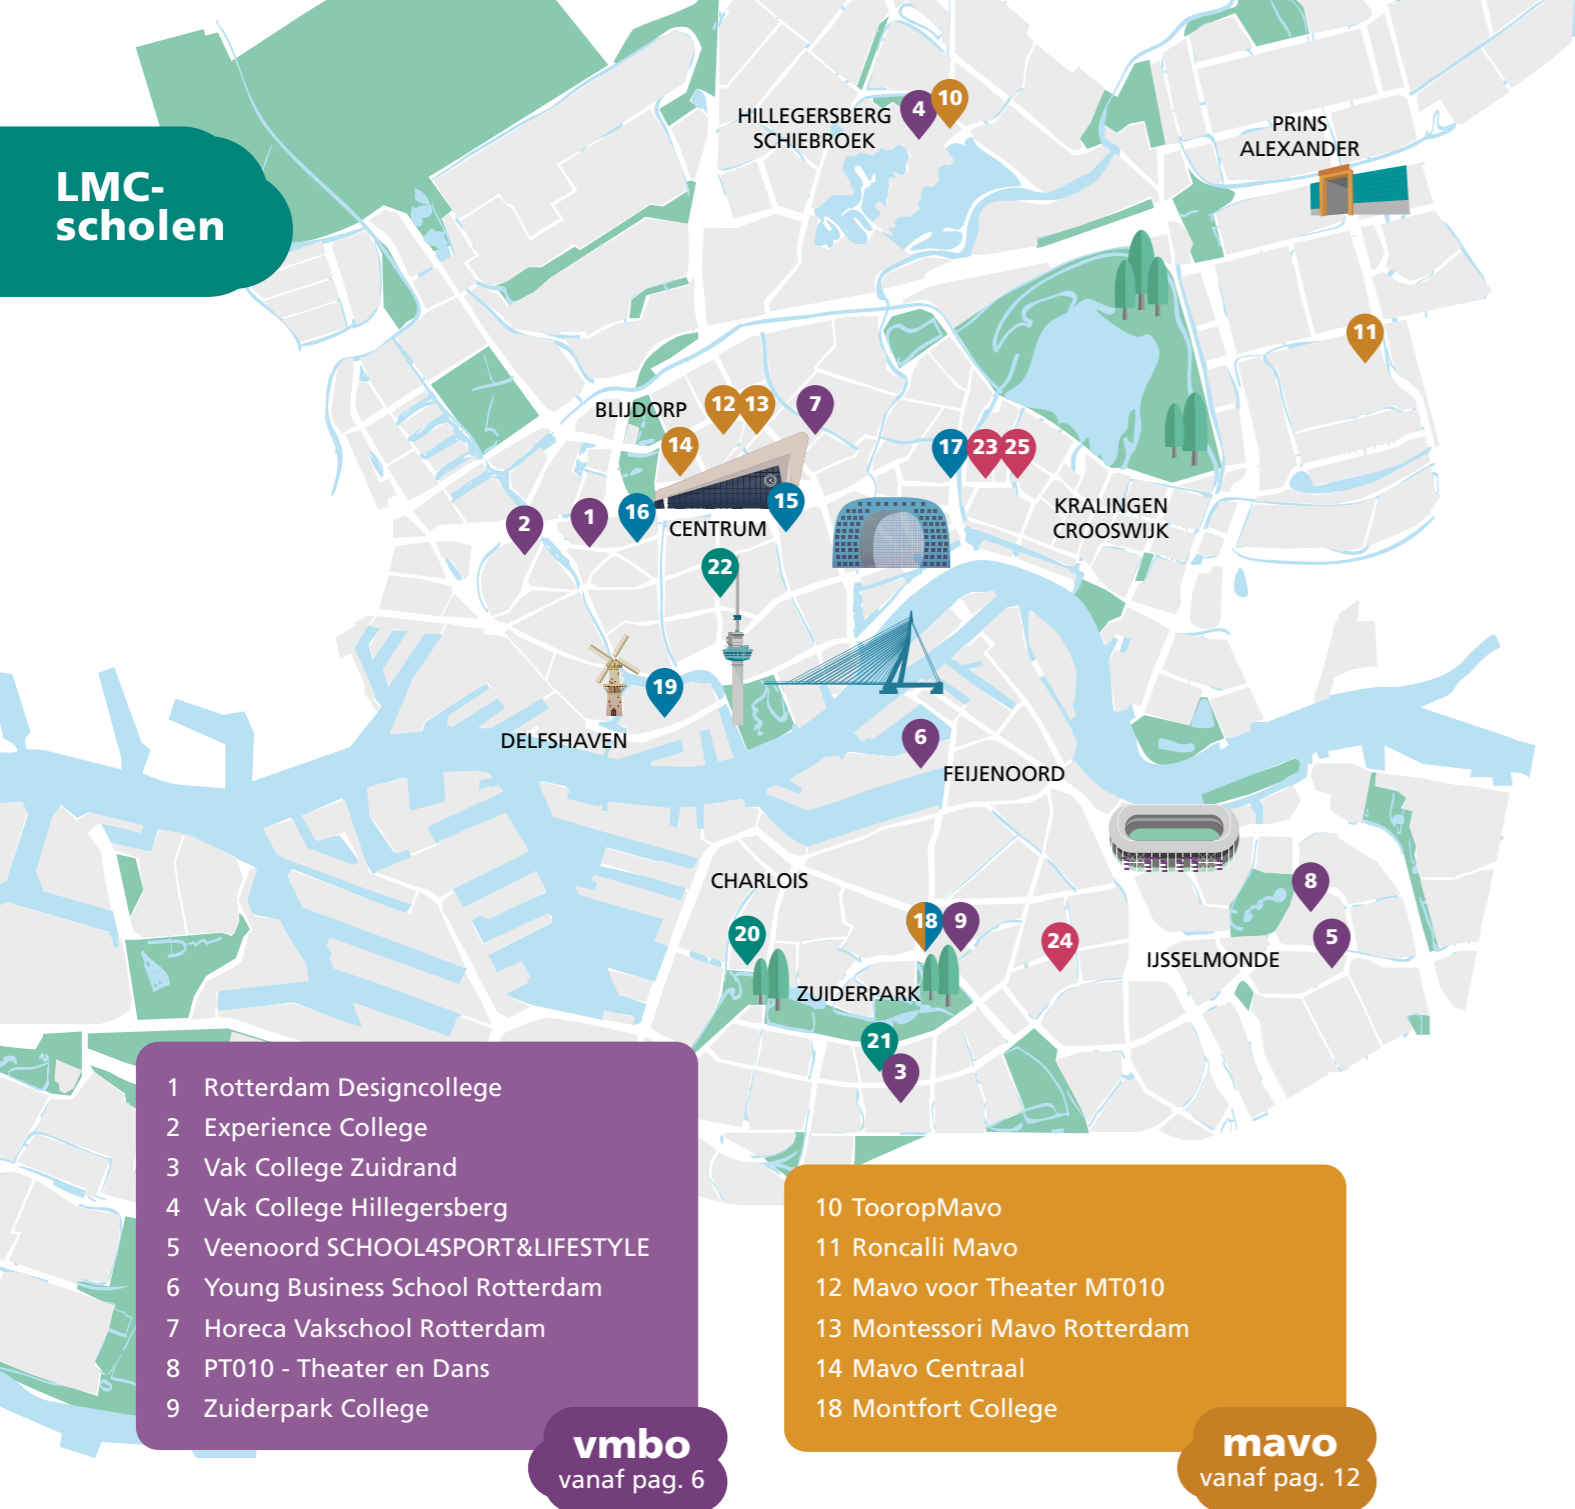 LMC-
scholen
HILLEGERSBERG
SCHIEBROEK
4
10
PRINS
ALEXANDER
11
BLIJDORP
12
13
7
14
17
23
25
2
1
16
15
CENTRUM
KRALINGEN
CROOSWIJK
22
19
DELFSHAVEN
6
FEIJENOORD
CHARLOIS
8
20
18
9
24
5
IJSSELMONDE
ZUIDERPARK
21
3
1 Rotterdam Designcollege
2 Experience College
3 Vak College Zuidrand
4 Vak College Hillegersberg
5 Veenoord SCHOOL4SPORT&LIFESTYLE
6 Young Business School Rotterdam
7 Horeca Vakschool Rotterdam
8 PT010 - Theater en Dans
9 Zuiderpark College
vmbo
vanaf pag. 6
10 TooropMavo
11 Roncalli Mavo
12 Mavo voor Theater MT010
13 Montessori Mavo Rotterdam
14 Mavo Centraal
18 Montfort College
mavo
vanaf pag. 12